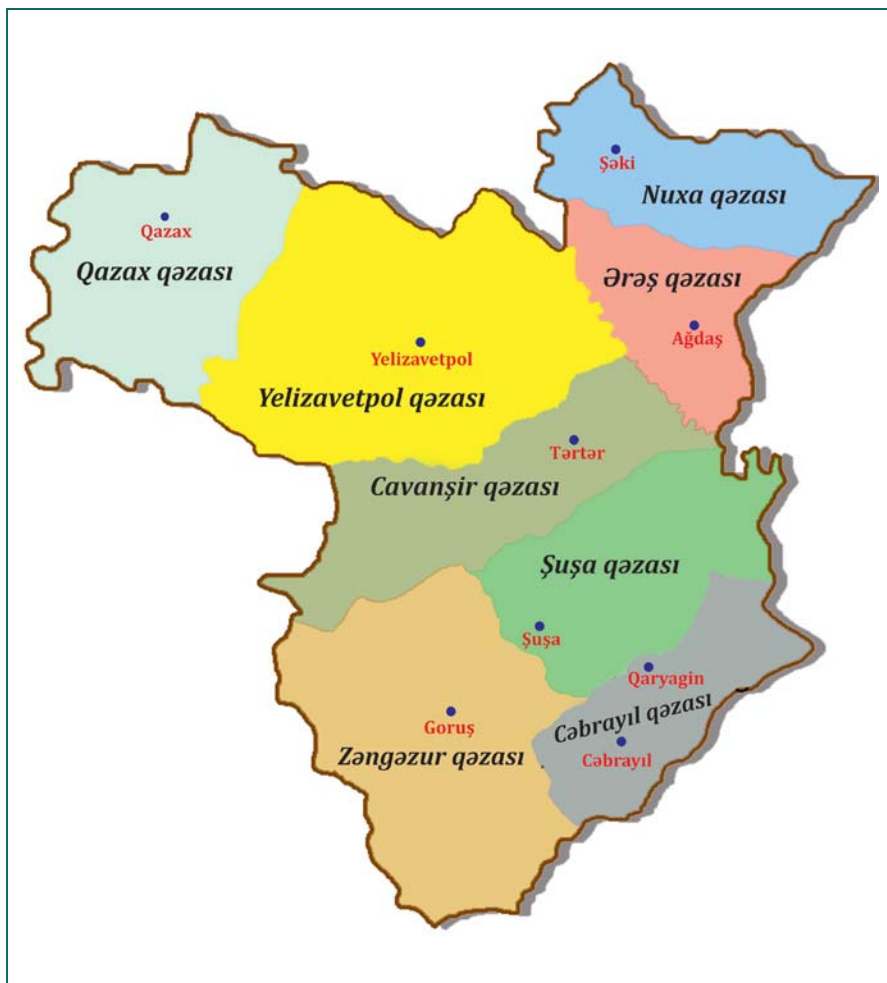 Şəki
Nuxa qəzası
Qazax
Qazax qəzası
Ərəş qəzası
Ağdaş
Yelizavetpol
Yelizavetpol qəzası
Tərtər
Cavanşir qəzası
Şuşa qəzası
Şuşa
Qaryagin
Cəbrayıl qəzası
Goruş
Zəngəzur qəzası
Cəbrayıl